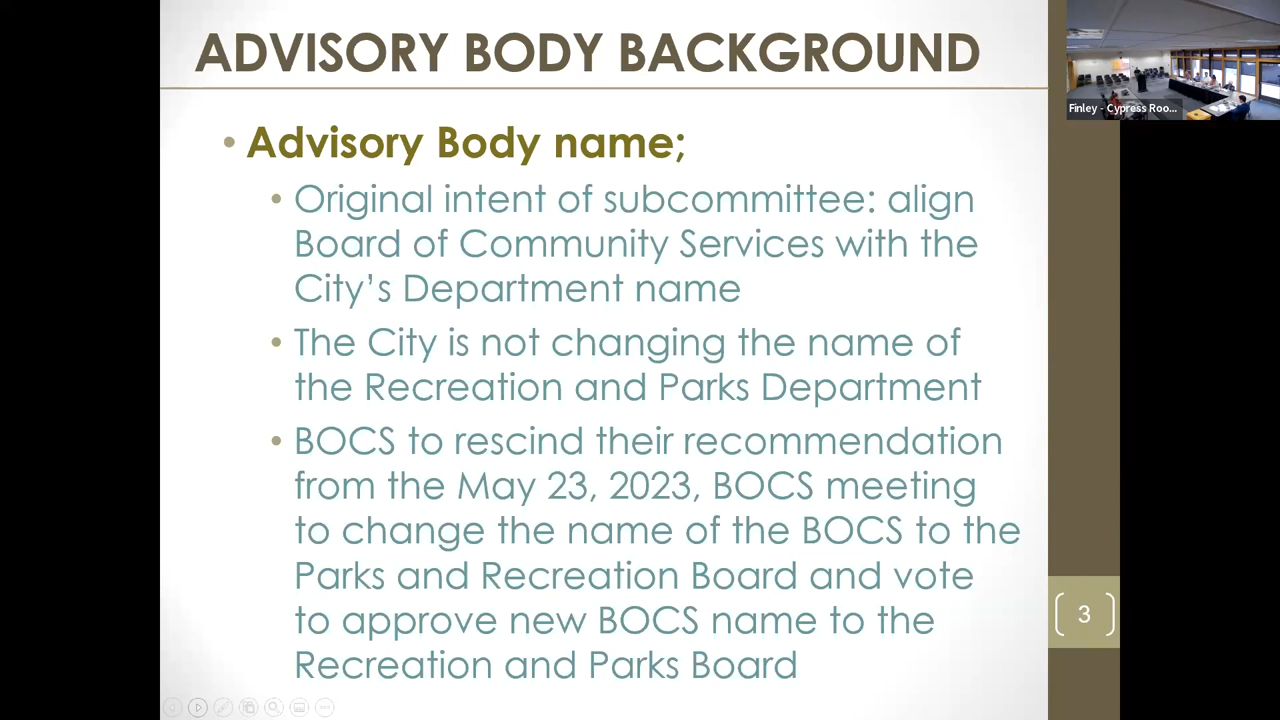 ADVISORY BODY BACKGROUND
Finley - Cypress Roo...
• Advisory Body name;
• Original intent of subcommittee: align
Board of Community Services with the
City’s Department name
• The City is not changing the name of
the Recreation and Parks Department
• BOCS to rescind their recommendation
from the May 23, 2023, BOCS meeting
to change the name of the BOCS to the
Parks and Recreation Board and vote
to approve new BOCS name to the
Recreation and Parks Board
3